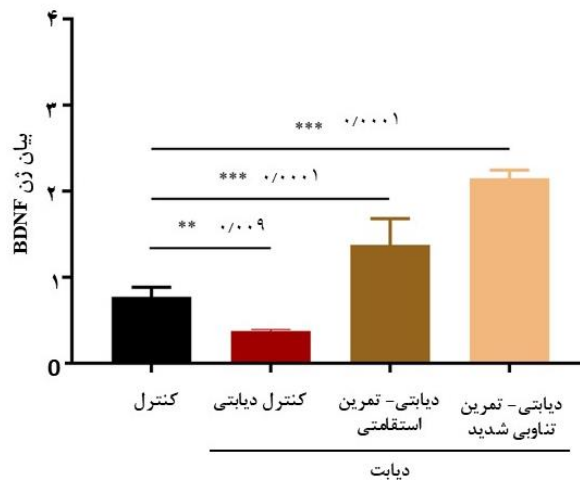 ۴
۳
۲
۱
0
بیان ژن BDNF
*** ۰/۰۰۰۱
*** ۰/۰۰۰۱
** ۰/۰۰۹
کنترل
کنترل دیابتی
دیابتی- تمرین
استقامتی
دیابتی- تمرین
تناوبی شدید
دیابت